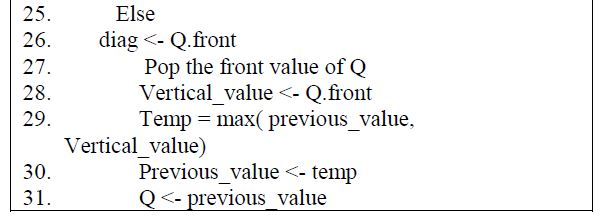 25. Else
26. diag <- Q.front
27. Pop the front value of Q
28. Vertical_value <- Q.front
29. Temp = max( previous_value,
Vertical_value)
30. Previous_value <- temp
31. Q <- previous_value